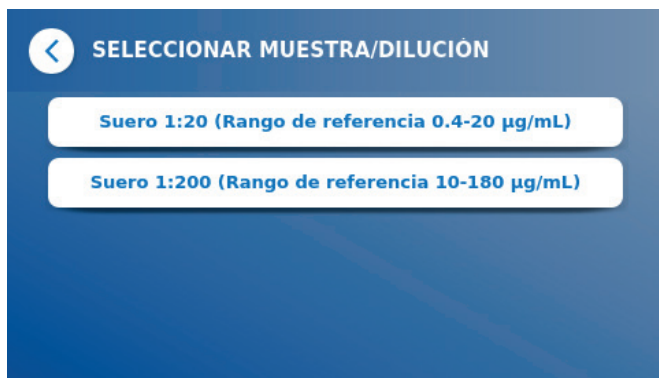 SELECCIONAR MUESTRA/DILUCIÓN
Suero 1:20 (Rango de referencia 0.4-20 µg/mL)
Suero 1:200 (Rango de referencia 10-180 µg/mL)